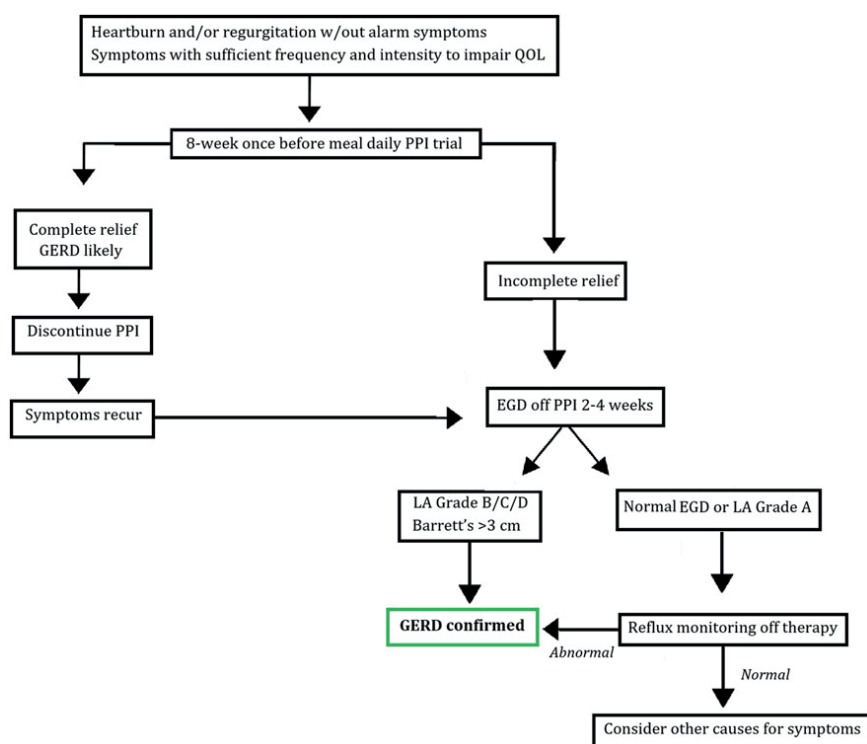 Heartburn and/or regurgitation w/out alarm symptoms
Symptoms with sufficient frequency and intensity to impair QOL
8-week once before meal daily PPI trial
Complete relief
GERD likely
Incomplete relief
Discontinue PPI
Symptoms recur
EGD off PPI 2-4 weeks
LA Grade B/C/D
Barrett's >3 cm
Normal EGD or LA Grade A
GERD confirmed
Abnormal
Reflux monitoring off therapy
Normal
Consider other causes for symptoms